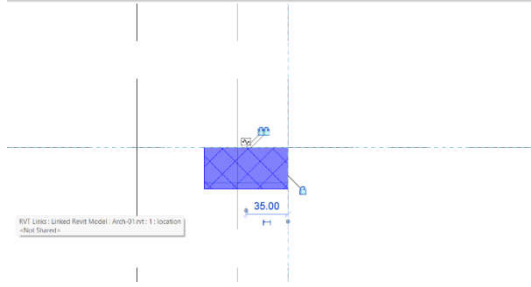 35.00
RVT Links : Linked Revit Model : Arch-01.rvt : 1 : location
<Not Shared>